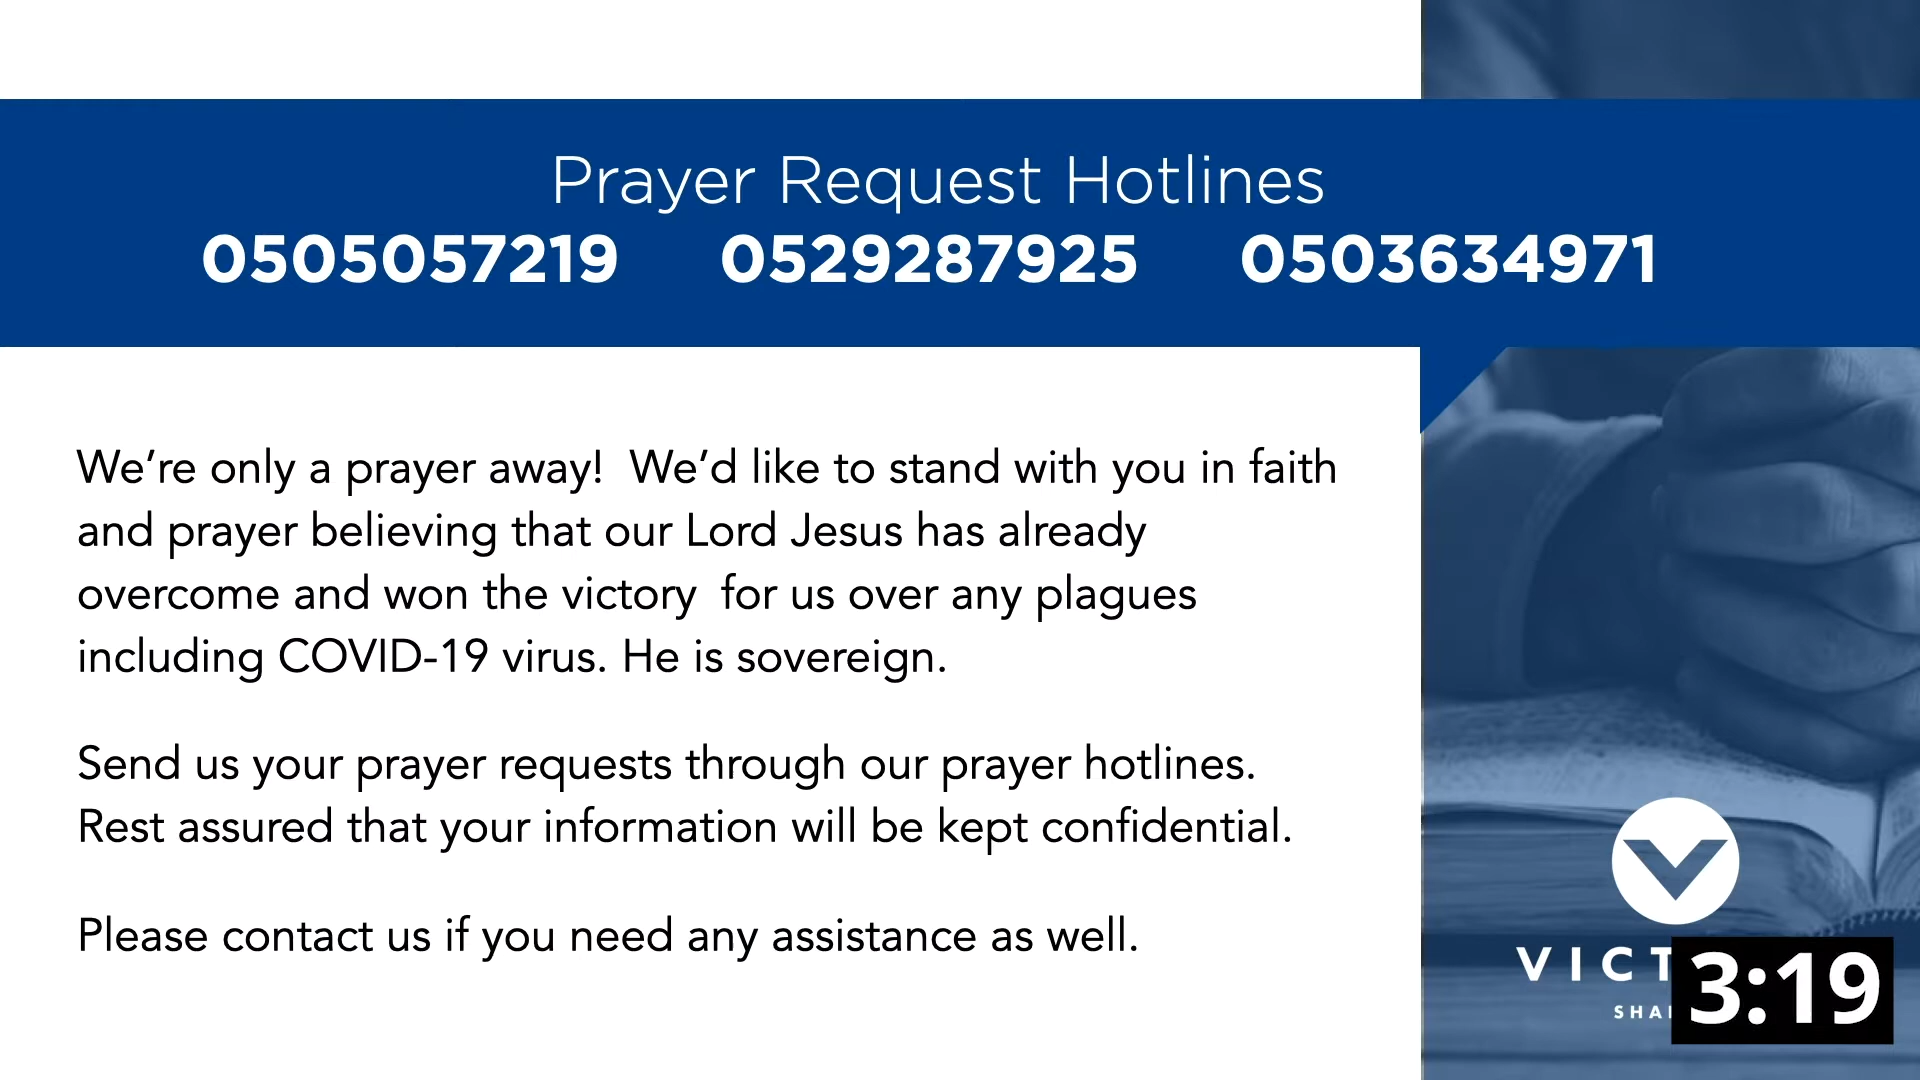 Prayer Request Hotlines
0505057219 0529287925 0503634971
We’re only a prayer away!  We’d like to stand with you in faith
and prayer believing that our Lord Jesus has already
overcome and won the victory  for us over any plagues
including COVID-19 virus. He is sovereign.
Send us your prayer requests through our prayer hotlines.
Rest assured that your information will be kept confidential.
Please contact us if you need any assistance as well.
3:19